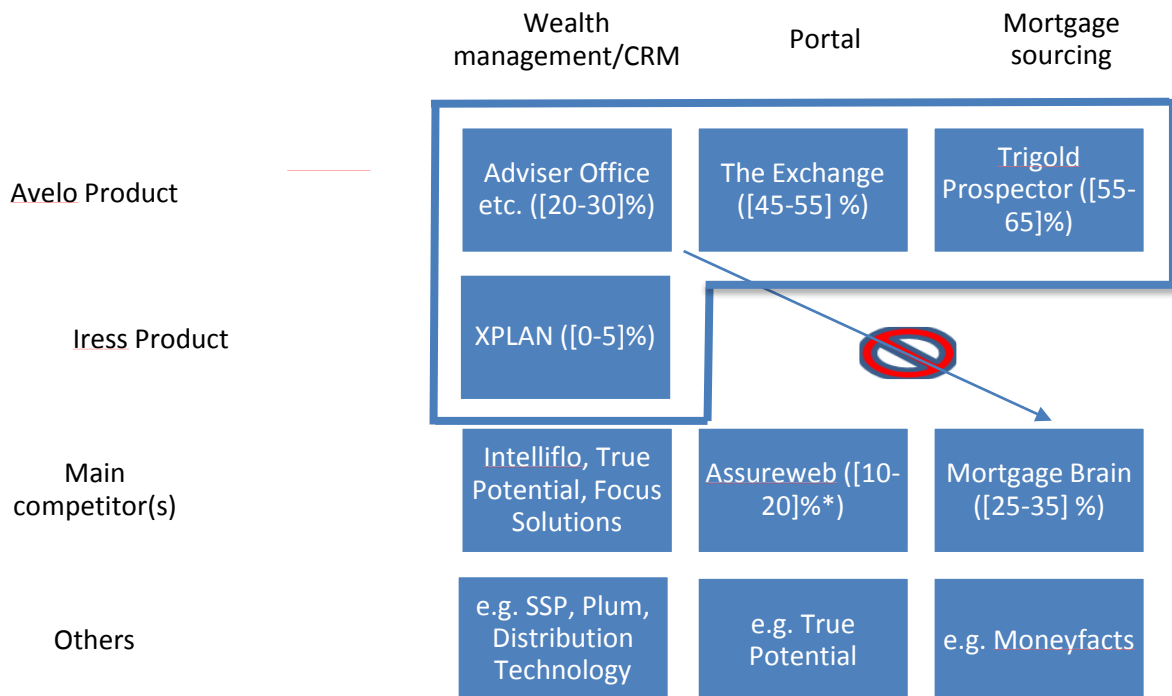 Wealth
management/CRM
Portal
Mortgage
sourcing
Avelo Product
Adviser Office
etc. ([20-30]%)
The Exchange
([45-55] %)
Trigold
Prospector ([55-
65]%)
Iress Product
XPLAN ([0-5]%)
Main
competitor(s)
Intelliflo, True
Potential, Focus
Solutions
Assureweb ([10-
20]%*)
Mortgage Brain
([25-35] %)
Others
e.g. SSP, Plum,
Distribution
Technology
e.g. True
Potential
e.g. Moneyfacts